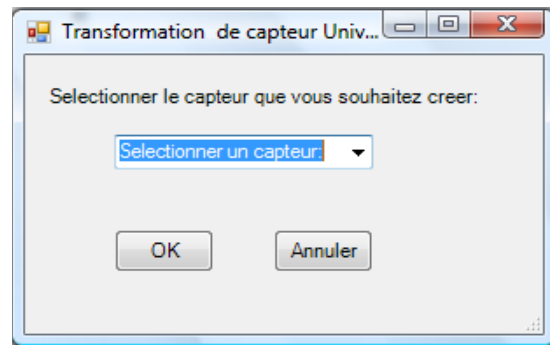 Transformation de capteur Univ...
Selectionner le capteur que vous souhaitez creer:
Selectionner un capteur:
OK
Annuler